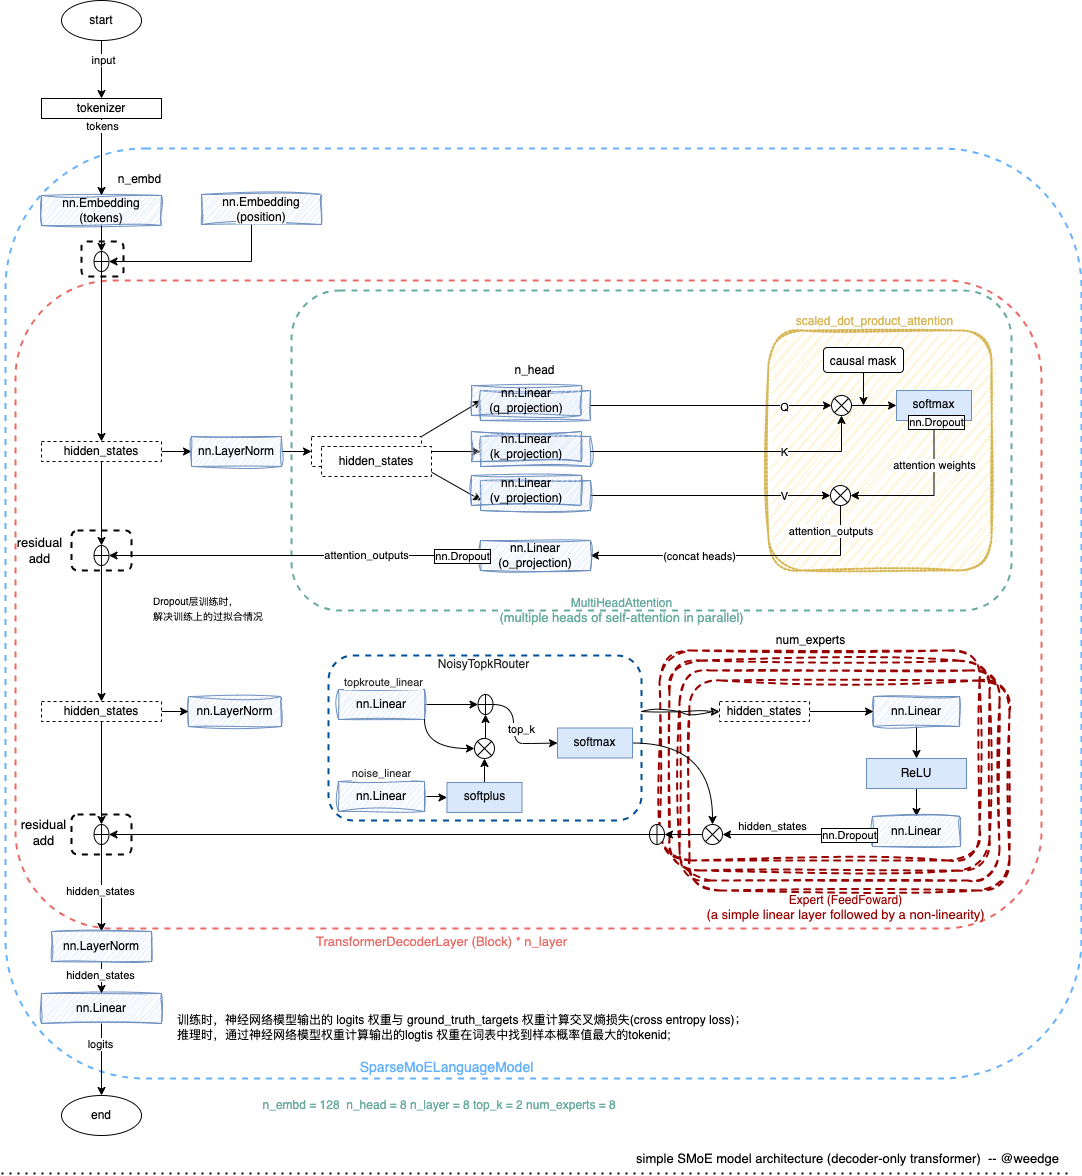 start
input
tokenizer
tokens
n_embd
nn.Embedding
(tokens)
nn.Embedding
(position)
scaled_dot_product_attention
causal mask
n_head
nn.Linear
(q_projection)
Q
softmax
nn.Dropout
hidden_states
nn.LayerNorm
hidden_states
nn.Linear
(k_projection)
K
attention weights
nn.Linear
(v_projection)
V
attention_outputs
residual
add
attention_outputs
nn.Dropout
nn.Linear
(o_projection)
(concat heads)
Dropout层训练时，
解决训练上的过拟合情况
MultiHeadAttention
(multiple heads of self-attention in parallel)
num_experts
NoisyTopkRouter
topkroute_linear
nn.Linear
hidden_states
nn.LayerNorm
top_k
softmax
hidden_states
nn.Linear
ReLU
noise_linear
nn.Linear
softplus
residual
add
hidden_states
nn.Dropout
nn.Linear
hidden_states
Expert (FeedFoward)
(a simple linear layer followed by a non-linearity)
nn.LayerNorm
TransformerDecoderLayer (Block) * n_layer
hidden_states
nn.Linear
训练时，神经网络模型输出的 logits 权重与 ground_truth_targets 权重计算交叉熵损失(cross entropy loss)；
推理时，通过神经网络模型权重计算输出的logtis 权重在词表中找到样本概率值最大的tokenid;
logits
SparseMoELanguageModel
end
n_embd = 128 n_head = 8 n_layer = 8 top_k = 2 num_experts = 8
simple SMoE model architecture (decoder-only transformer) -- @weedge